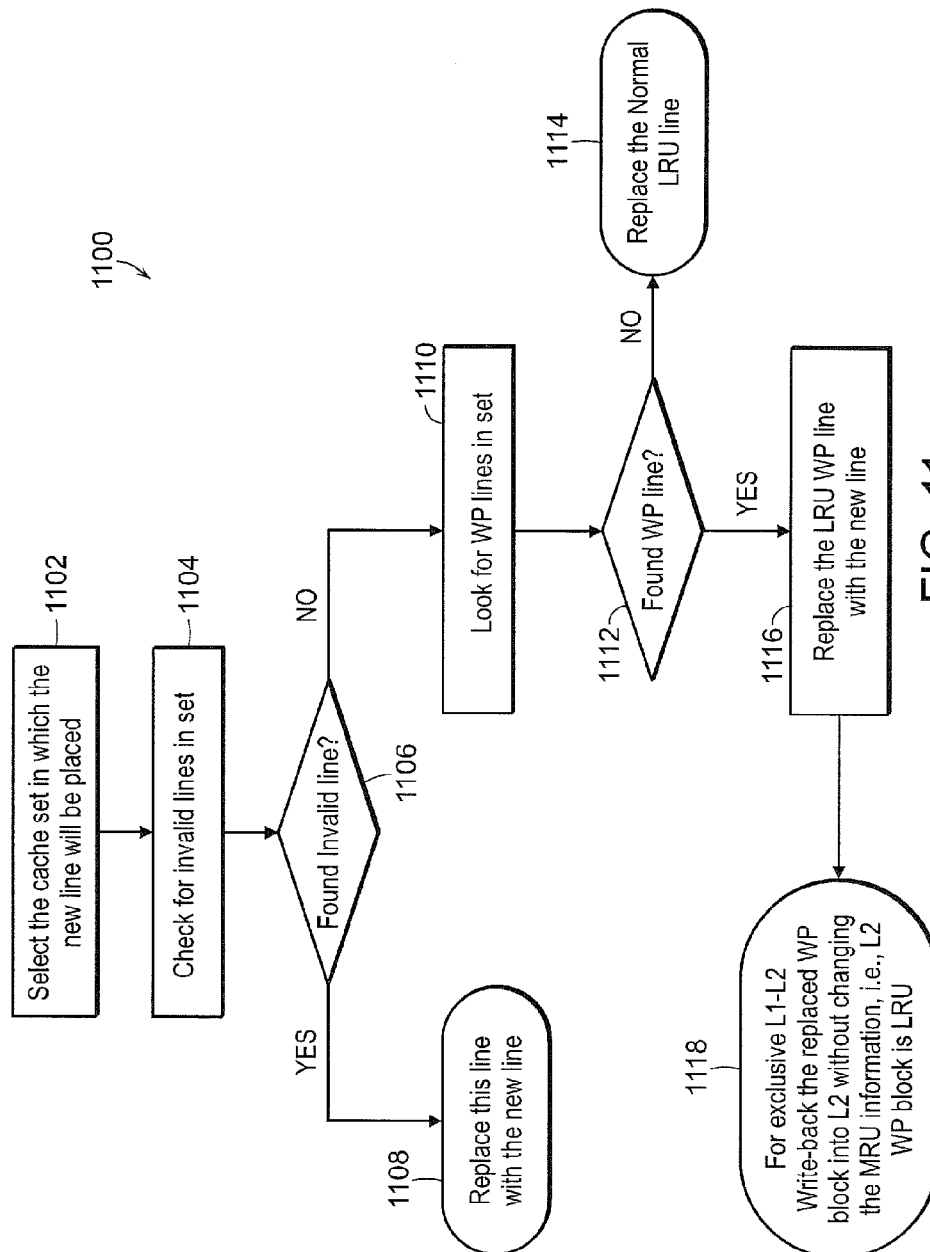 1100
1102
Select the cache set in which the
new line will be placed
1104
Check for invalid lines in set
Found Invalid line?
1106
YES
NO
1108
Replace this line
with the new line
1110
Look for WP lines in set
1112
Found WP line?
NO
YES
1114
Replace the Normal
LRU line
1116
Replace the LRU WP line
with the new line
1118
For exclusive L1-L2
Write-back the replaced WP
block into L2 without changing
the MRU information, i.e., L2
WP block is LRU
FIG. 11